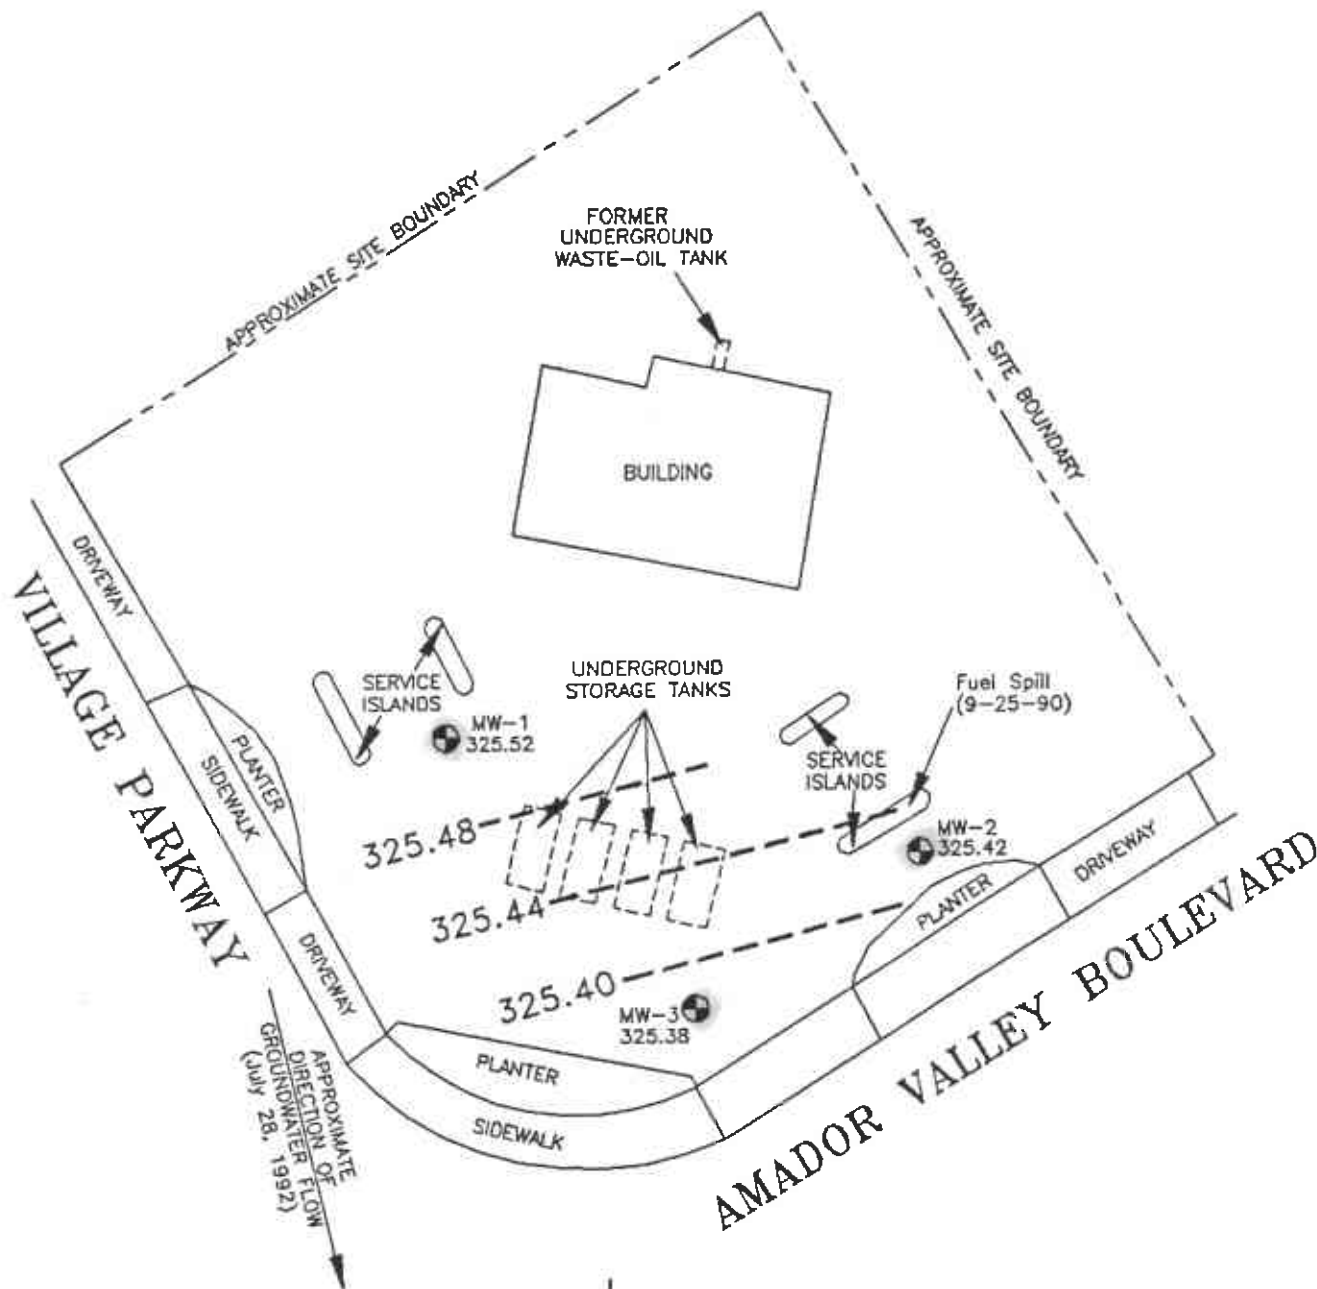 APPROXIMATE SITE BOUNDARY
FORMER
UNDERGROUND
WASTE-OIL TANK
APPROXIMATE SITE BOUNDARY
BUILDING
DRIVEWAY
VILLAGE PARKWAY
SERVICE
ISLANDS
UNDERGROUND
STORAGE TANKS
Fuel Spill
(9-25-90)
MW-1
325.52
PLANTER
SIDEWALK
SERVICE
ISLANDS
325.48
MW-2
325.42
DRIVEWAY
325.44
PLANTER
DRIVEWAY
325.40
MW-3
325.38
AMADOR VALLEY BOULEVARD
PLANTER
SIDEWALK
APPROXIMATE
DIRECTION OF
GROUNDWATER FLOW
(July 28, 1992)